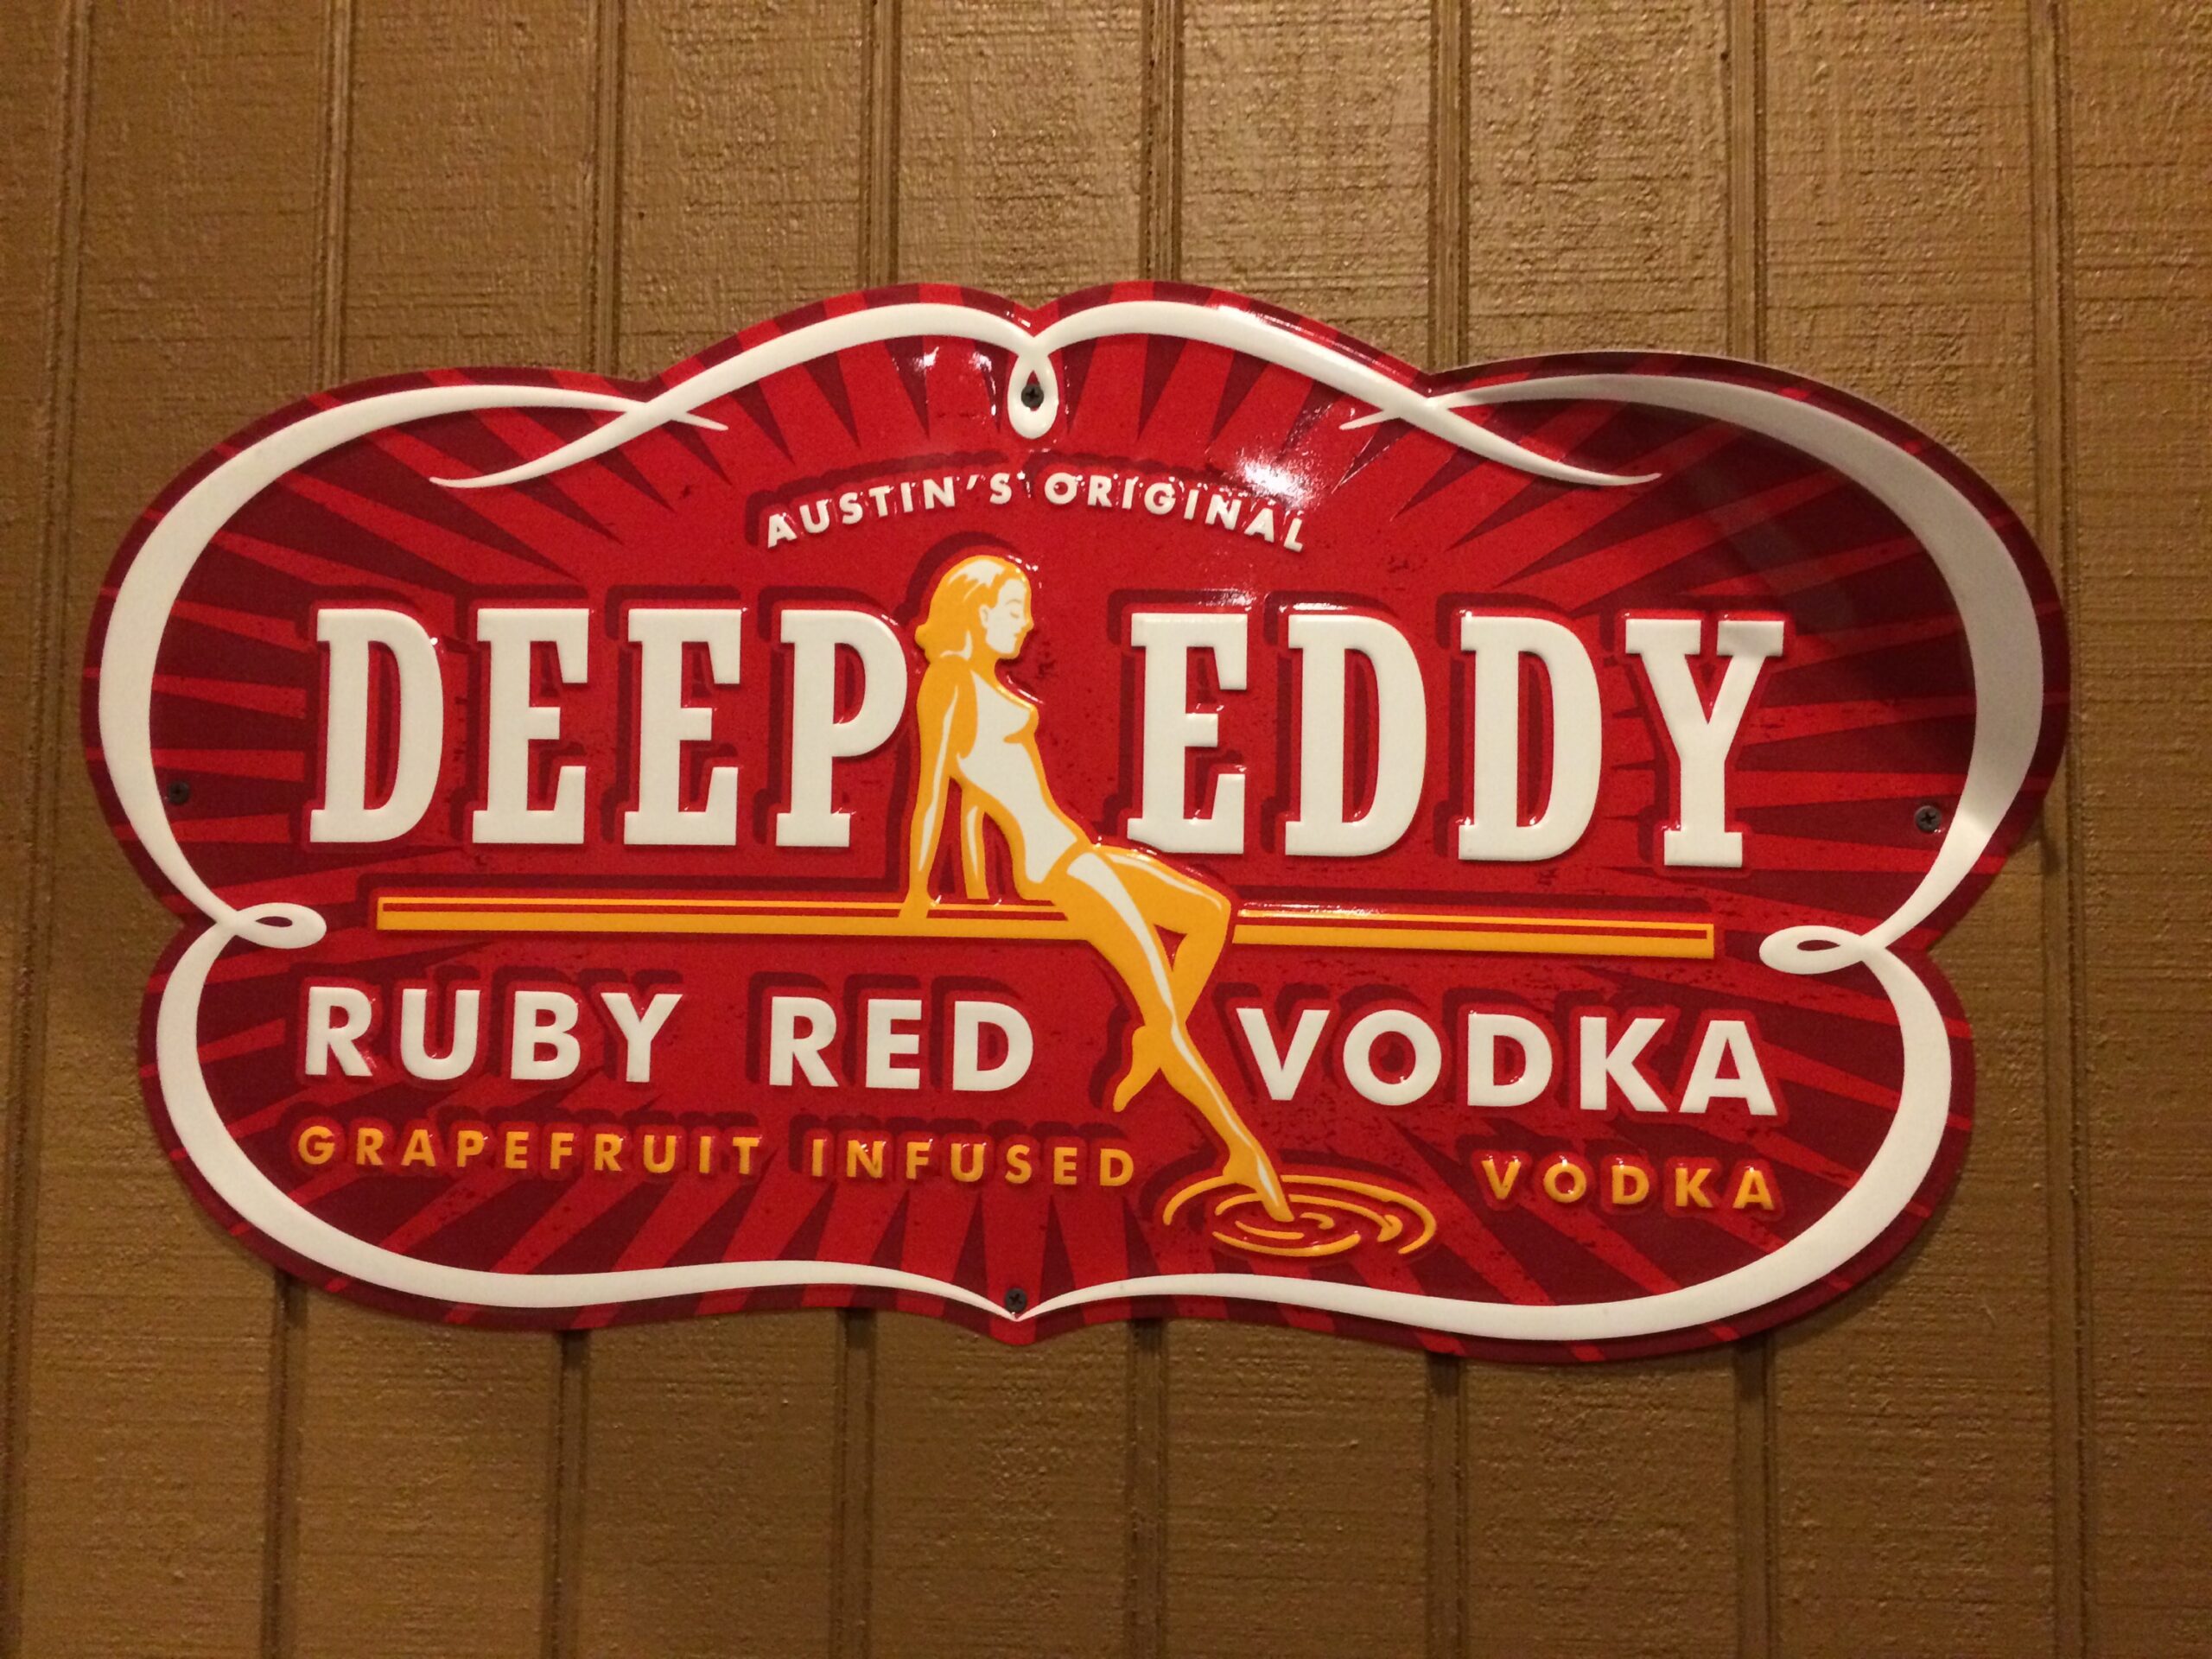 AUSTIN'S ORIGINAL
DEEP EDDY
RUBY RED VODKA
GRAPEFRUIT INFUSED VODKA